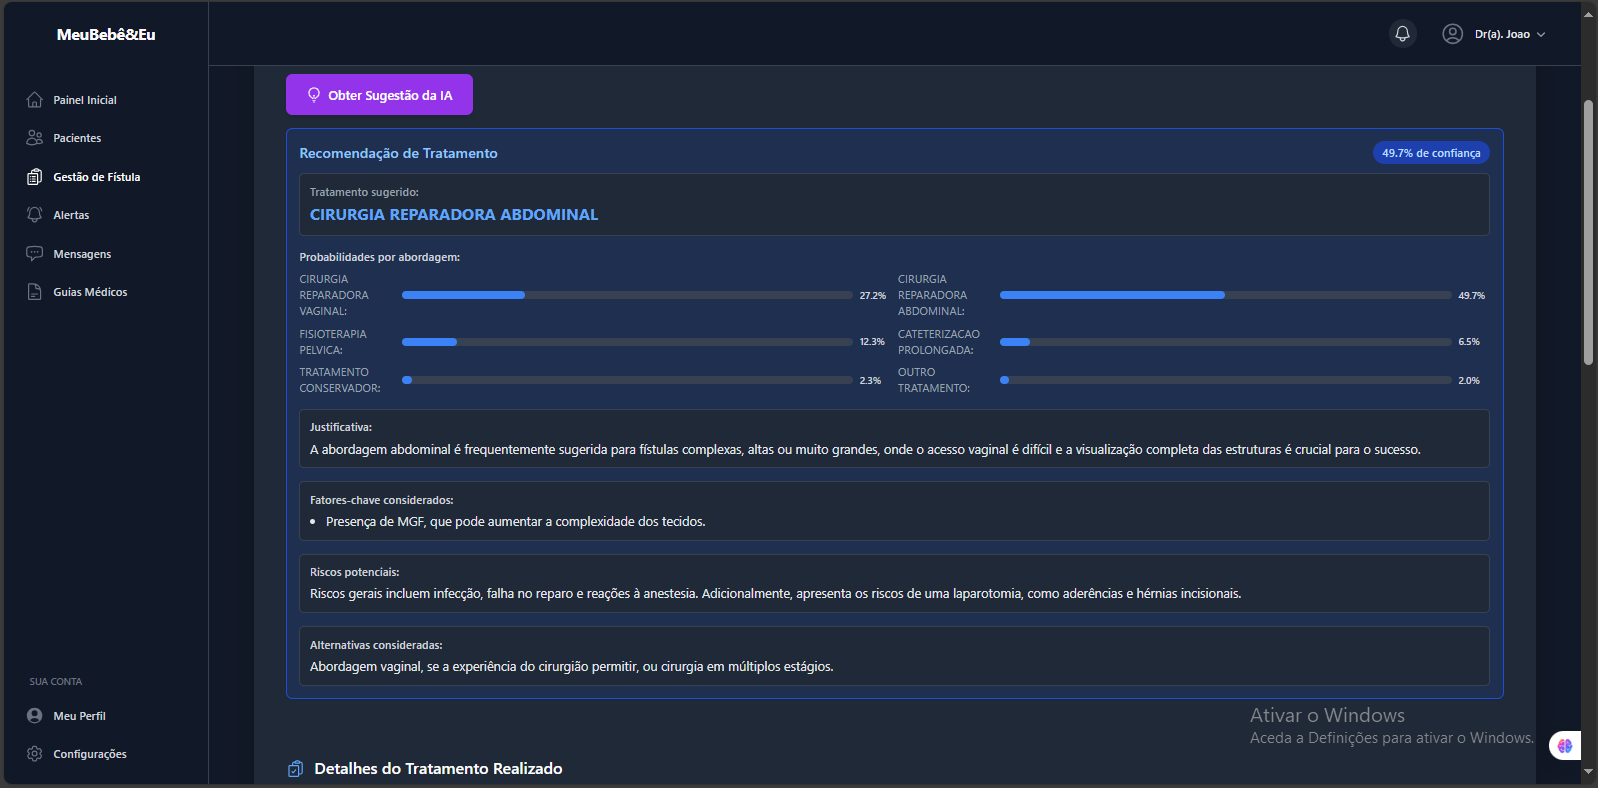 MeuBebê&Eu
Dr(a). Joao
Painel Inicial
Pacientes
Gestão de Fístula
Alertas
Mensagens
Guias Médicos
SUA CONTA
Meu Perfil
Configurações
Obter Sugestão da IA
Recomendação de Tratamento
49.7% de confiança
Tratamento sugerido:
CIRURGIA REPARADORA ABDOMINAL
Probabilidades por abordagem:
CIRURGIA
REPARADORA
VAGINAL:
27.2%
CIRURGIA
REPARADORA
ABDOMINAL:
49.7%
FISIOTERAPIA
PELVICA:
12.3%
CATETERIZACAO
PROLONGADA:
6.5%
TRATAMENTO
CONSERVADOR:
2.3%
OUTRO
TRATAMENTO:
2.0%
Justificativa:
A abordagem abdominal é frequentemente sugerida para fístulas complexas, altas ou muito grandes, onde o acesso vaginal é difícil e a visualização completa das estruturas é crucial para o sucesso.
Fatores-chave considerados:
• Presença de MGF, que pode aumentar a complexidade dos tecidos.
Riscos potenciais:
Riscos gerais incluem infecção, falha no reparo e reações à anestesia. Adicionalmente, apresenta os riscos de uma laparotomia, como aderências e hérnias incisionais.
Alternativas consideradas:
Abordagem vaginal, se a experiência do cirurgião permitir, ou cirurgia em múltiplos estágios.
Ativar o Windows
Aceda a Definições para ativar o Windows.
Detalhes do Tratamento Realizado